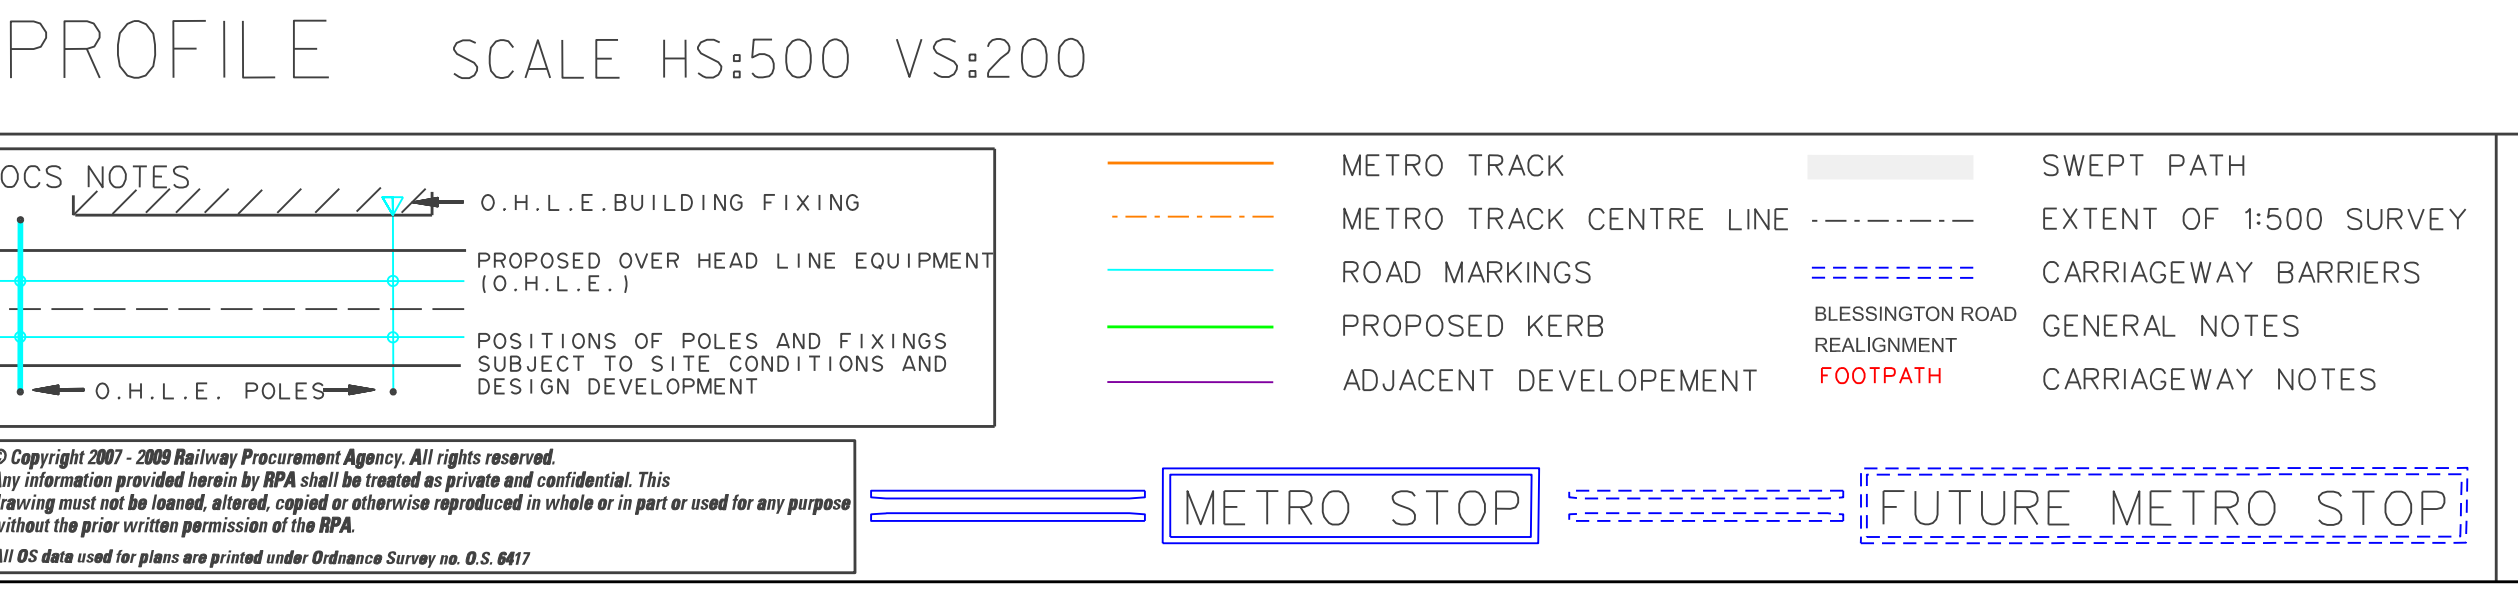 PROFILE SCALE HS:500 VS:200
OCS NOTES
O.H.L.E.BUILDING FIXING
PROPOSED OVER HEAD LINE EQUIPMENT
(O.H.L.E.)
POSITIONS OF POLES AND FIXINGS
SUBJECT TO SITE CONDITIONS AND
DESIGN DEVELOPMENT
O.H.L.E. POLES
METRO TRACK
METRO TRACK CENTRE LINE
ROAD MARKINGS
PROPOSED KERB
ADJACENT DEVELOPEMENT
SWEPT PATH
EXTENT OF 1:500 SURVEY
CARRIAGEWAY BARRIERS
BLESSINGTON ROAD
REALIGNMENT
GENERAL NOTES
FOOTPATH
CARRIAGEWAY NOTES
© Copyright 2007 - 2009 Railway Procurement Agency. All rights reserved.
Any information provided herein by RPA shall be treated as private and confidential. This
drawing must not be loaned, altered, copied or otherwise reproduced in whole or in part or used for any purpose
without the prior written permission of the RPA.
All OS data used for plans are printed under Ordnance Survey no. O.S. 6417
METRO STOP
FUTURE METRO STOP